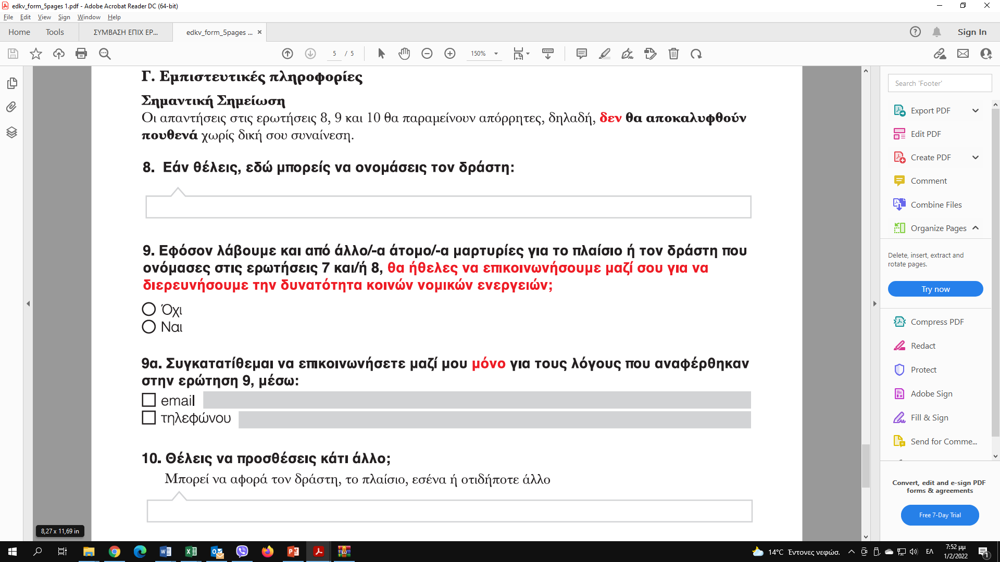 edkv_form_5pages 1.pdf - Adobe Acrobat Reader DC (64-bit)
File Edit View Sign Window Help
Home Tools ΣΥΜΒΑΣΗ ΕΠΙΧ ΕΡ... edkv_form_5pages ... × Sign In
5 / 5 150%
Γ. Εμπιστευτικές πληροφορίες
Σημαντική Σημείωση
Οι απαντήσεις στις ερωτήσεις 8, 9 και 10 θα παραμείνουν απόρρητες, δηλαδή, δεν θα αποκαλυφθούν
πουθενά χωρίς δική σου συναίνεση.
8. Εάν θέλεις, εδώ μπορείς να ονομάσεις τον δράστη:
9. Εφόσον λάβουμε και από άλλο/-α άτομο/-α μαρτυρίες για το πλαίσιο ή τον δράστη που
ονόμασες στις ερωτήσεις 7 και/ή 8, θα ήθελες να επικοινωνήσουμε μαζί σου για να
διερευνήσουμε την δυνατότητα κοινών νομικών ενεργειών;
Όχι
Ναι
9α. Συγκατατίθεμαι να επικοινωνήσετε μαζί μου μόνο για τους λόγους που αναφέρθηκαν
στην ερώτηση 9, μέσω:
email
τηλεφώνου
10. Θέλεις να προσθέσεις κάτι άλλο;
Μπορεί να αφορά τον δράστη, το πλαίσιο, εσένα ή οτιδήποτε άλλο
8,27 x 11,69 in
Search 'Footer'
Export PDF
Edit PDF
Create PDF
Comment
Combine Files
Organize Pages
Delete, insert, extract and
rotate pages.
Try now
Compress PDF
Redact
Protect
Adobe Sign
Fill & Sign
Send for Comme...
Convert, edit and e-sign PDF
forms & agreements
Free 7-Day Trial
14°C Έντονες νεφώσ. ΕΛ 7:52 μμ
1/2/2022 1